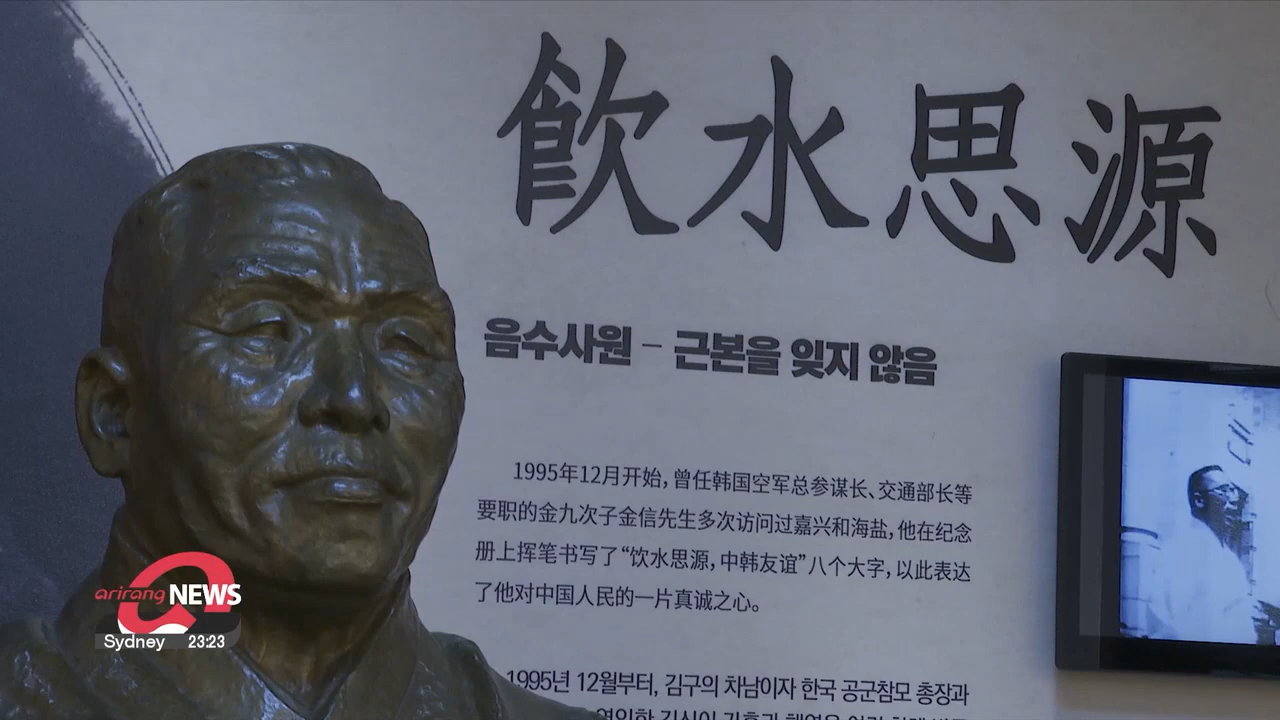 飮水思源
음수사원 – 근본을 잊지 않음
1995年12月开始，曾任韩国空军总参谋长、交通部长等
要职的金九次子金信先生多次访问过嘉兴和海盐，他在纪念
册上挥笔书写了“饮水思源，中韩友谊”八个大字，以此表达
了他对中国人民的一片真诚之心。
1995년 12월부터, 김구의 차남이자 한국 공군참모 총장과
arirang NEWS
Sydney 23:23